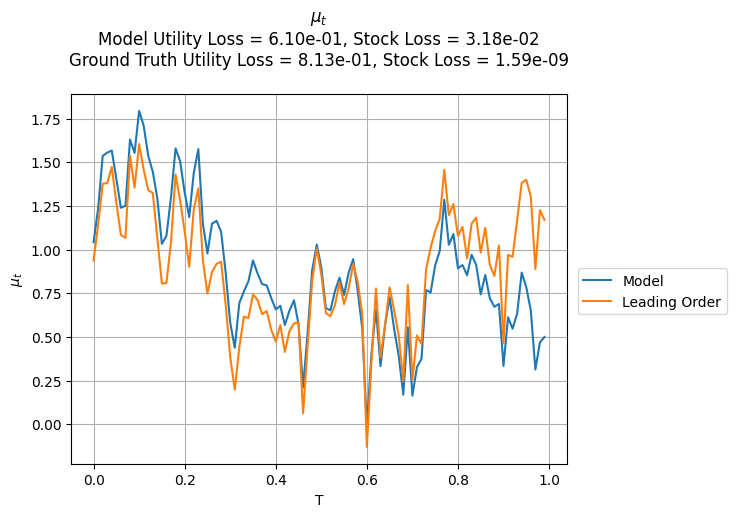 μt
Model Utility Loss = 6.10e-01, Stock Loss = 3.18e-02
Ground Truth Utility Loss = 8.13e-01, Stock Loss = 1.59e-09
1.75
1.50
1.25
1.00
0.75
0.50
0.25
0.00
μt
0.0 0.2 0.4 0.6 0.8 1.0
T
Model
Leading Order